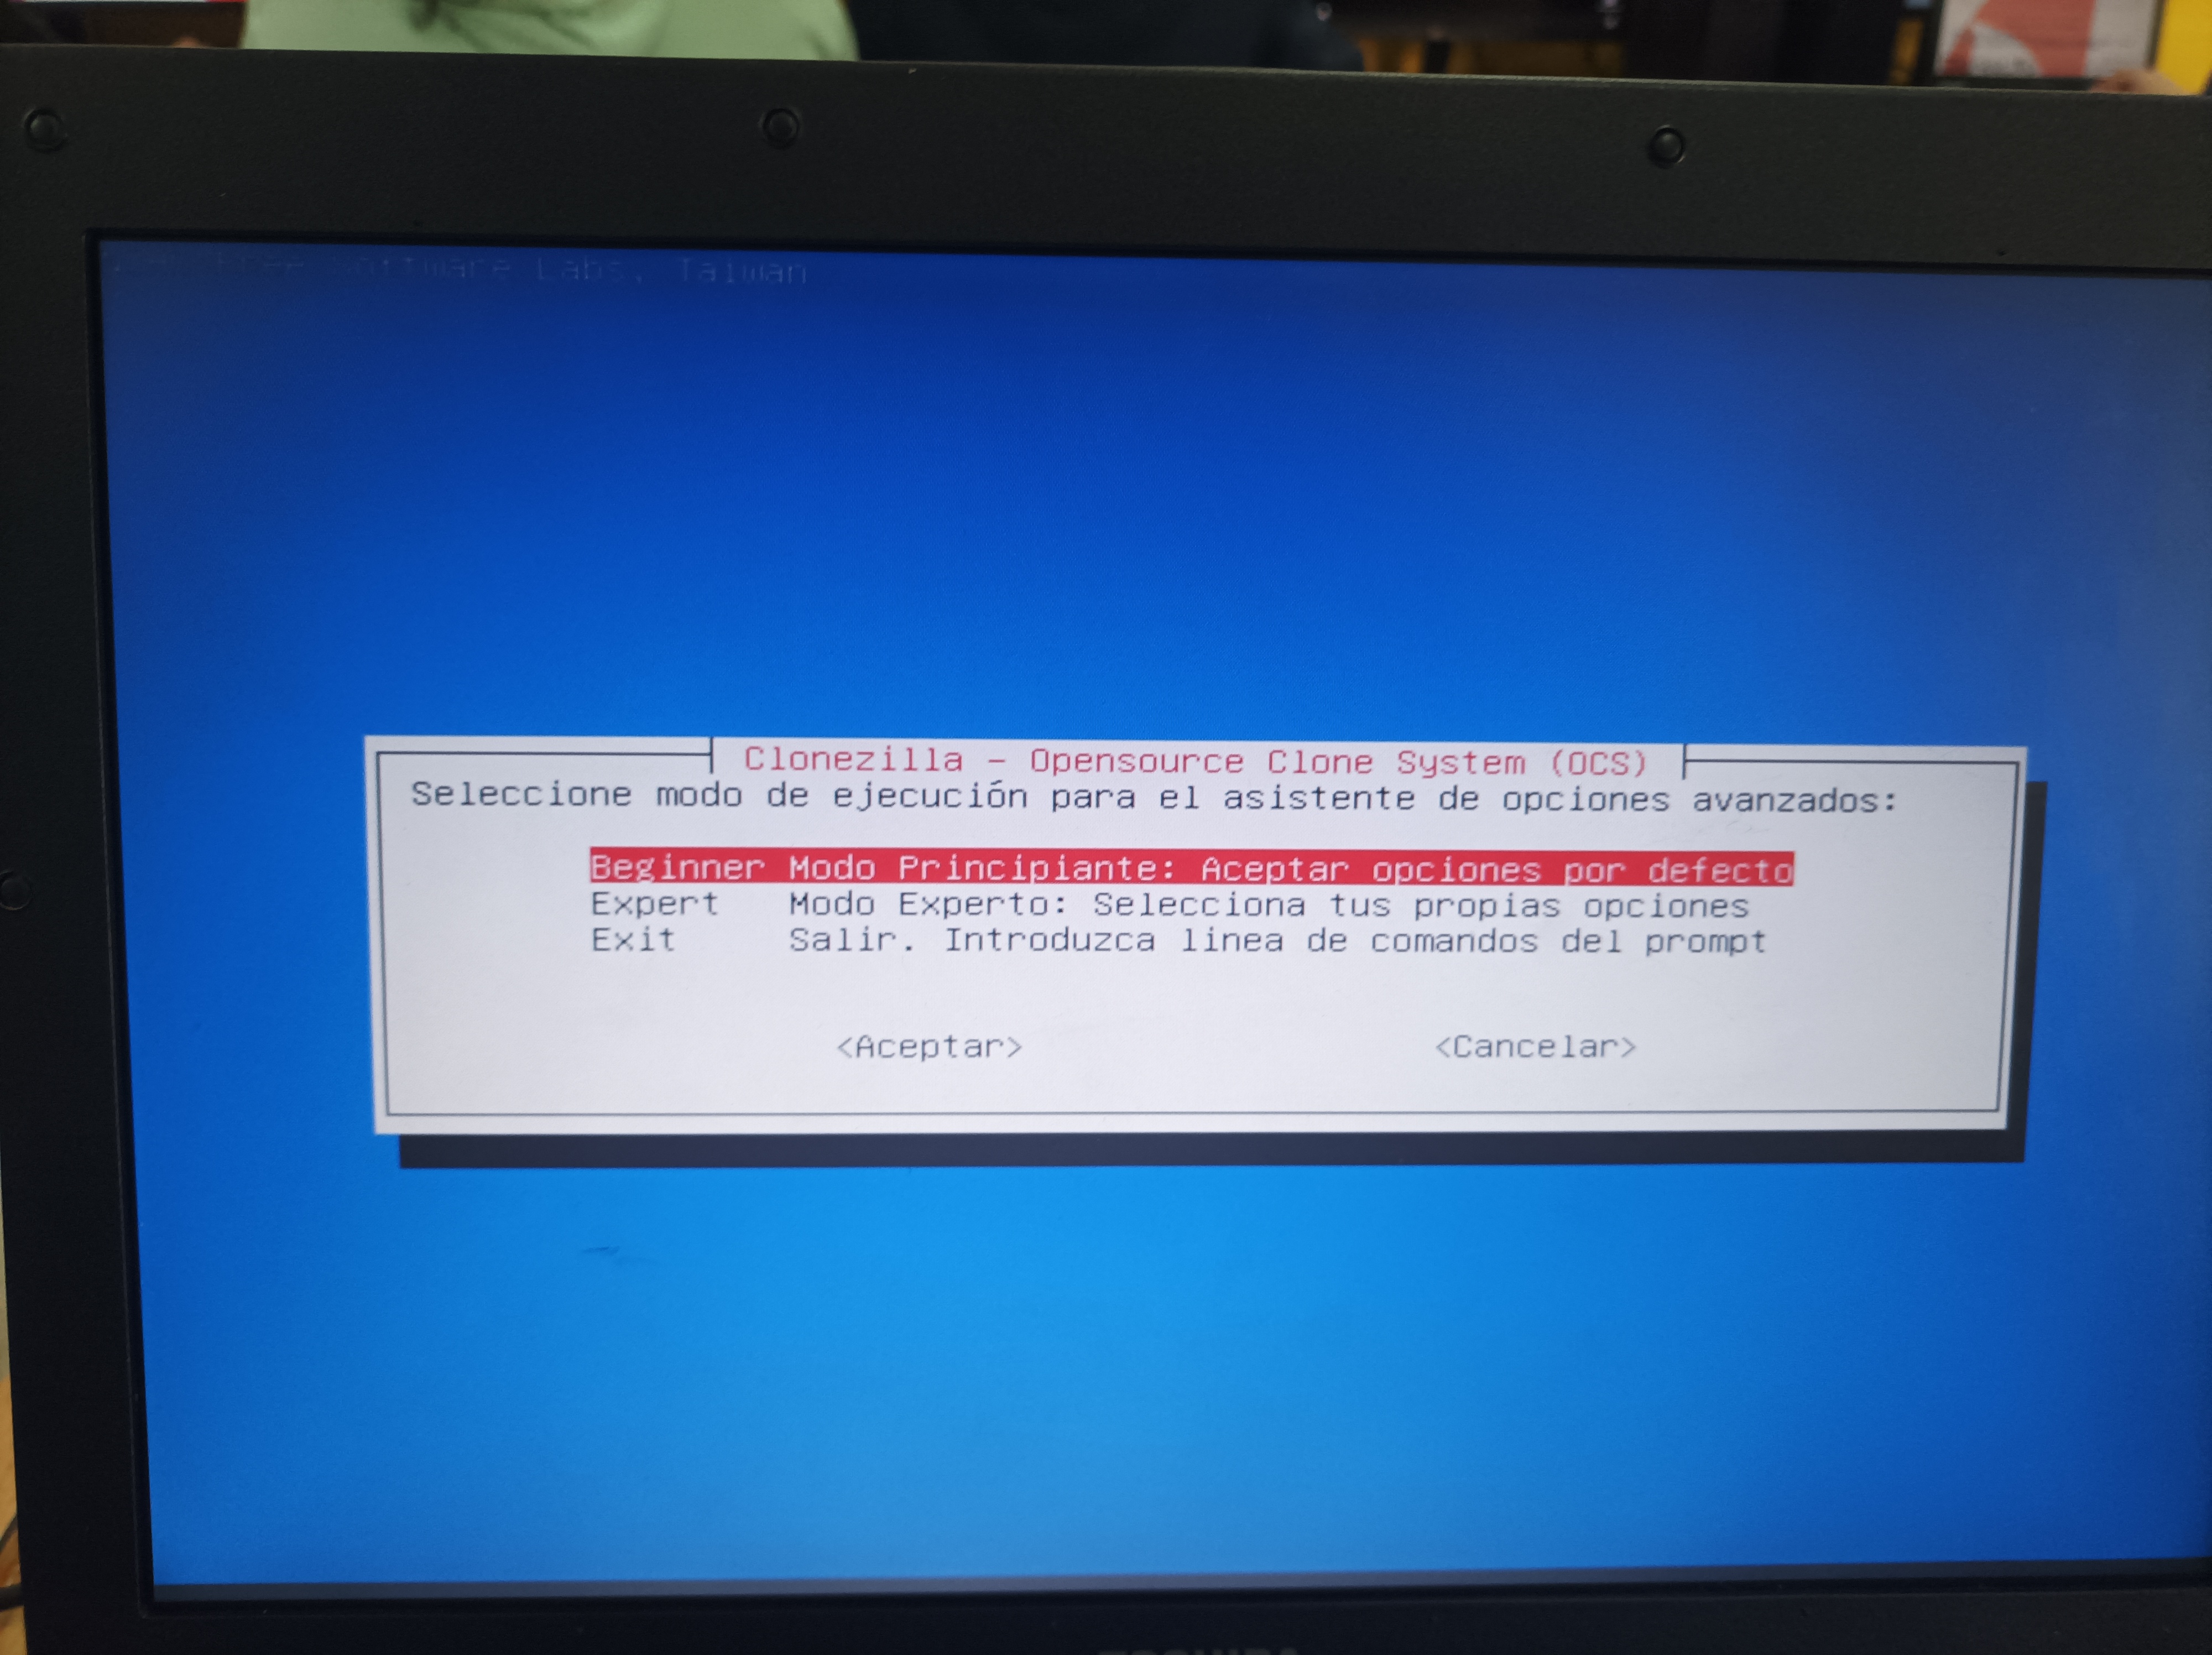 Free Software Labs, Taiwan
Clonezilla - Opensource Clone System (OCS)
Seleccione modo de ejecución para el asistente de opciones avanzados:
Beginner Modo Principiante: Aceptar opciones por defecto
Expert Modo Experto: Selecciona tus propias opciones
Exit Salir. Introduzca linea de comandos del prompt
<Aceptar> <Cancelar>